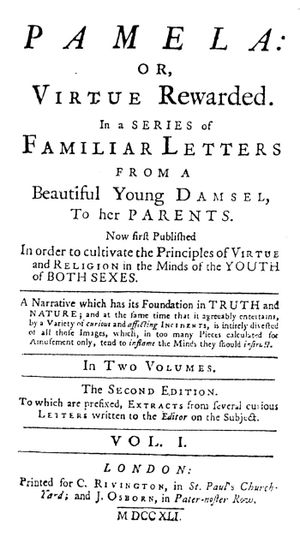 PAMELA:
OR,
VIRTUE Rewarded.
In a SERIES of
FAMILIAR LETTERS
FROM A
Beautiful Young DAMSEL,
To her PARENTS.
Now first Published
In order to cultivate the Principles of VIRTUE
and RELIGION in the Minds of the YOUTH
of BOTH SEXES.
A Narrative which has its Foundation in TRUTH and
NATURE; and at the same time that it agreeably entertains,
by a Variety of curious and affecting INCIDENTS, is intirely divested
of all those Images, which, in too many Pieces calculated for
Amusement only, tend to inflame the Minds they should instruct.
In Two VOLUMES.
The SECOND EDITION.
To which are prefixed, EXTRACTS from several curious
LETTERS written to the Editor on the Subject.
VOL. I.
LONDON:
Printed for C. RIVINGTON, in St. Paul's Church-
Yard; and J. OSBORN, in Pater-noster Row.
M DCC XLI.